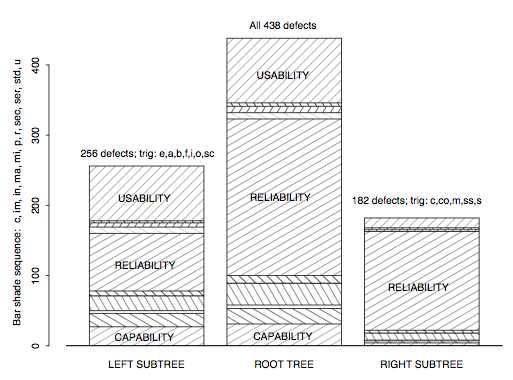 All 438 defects
256 defects; trig: e,a,b,f,i,o,sc
182 defects; trig: c,co,m,ss,s
Bar shade sequence: c, im, in, ma, mi, p, r, sec, ser, std, u
400
300
200
100
0
USABILITY
RELIABILITY
CAPABILITY
USABILITY
RELIABILITY
CAPABILITY
RELIABILITY
LEFT SUBTREE
ROOT TREE
RIGHT SUBTREE